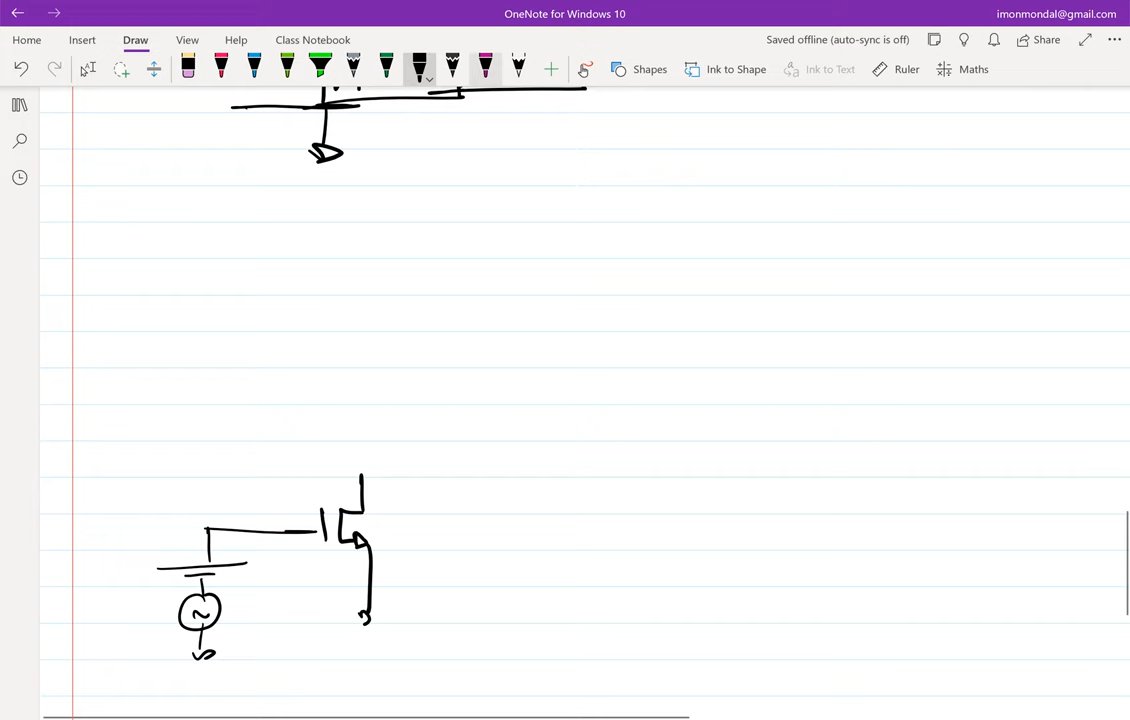 OneNote for Windows 10
imonmondal@gmail.com
Home Insert Draw View Help Class Notebook
Saved offline (auto-sync is off)
Share
Shapes Ink to Shape Ink to Text Ruler Maths